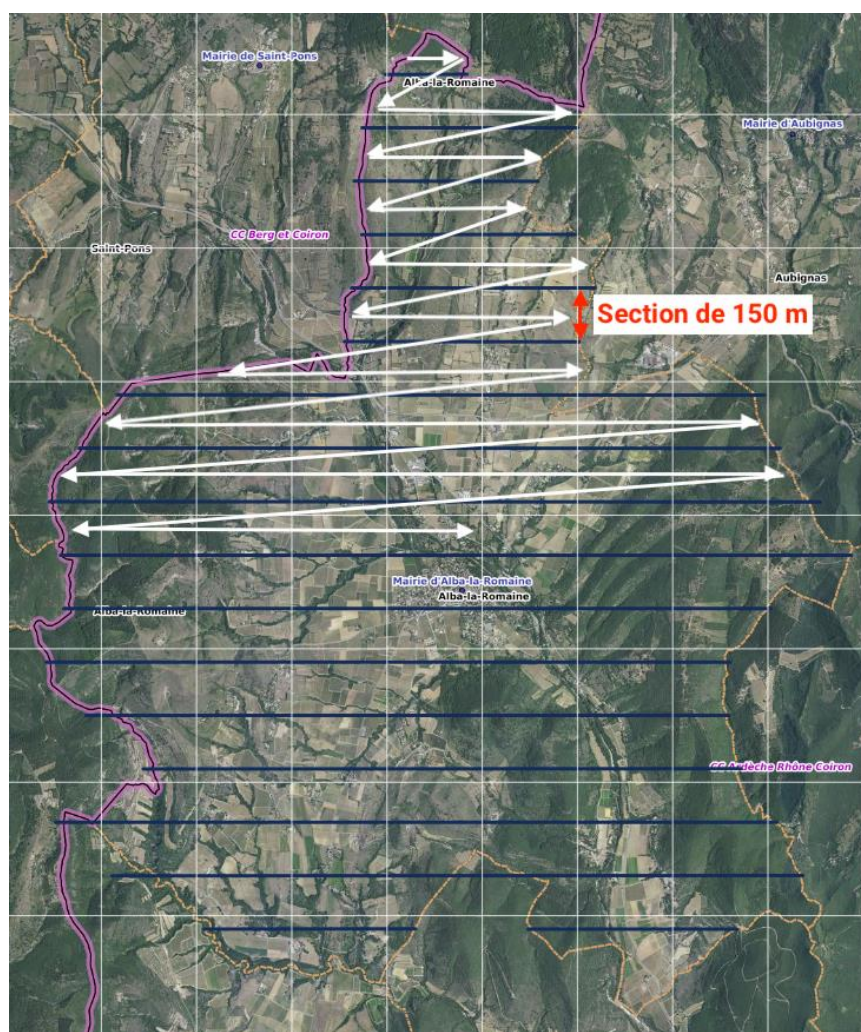 Mairie de Saint-Pons
Alba-la-Romaine
Mairie d'Aubignas
CC Berg et Coiron
Saint-Pons
Aubignas
Section de 150 m
Mairie d'Alba-la-Romaine
Alba-la-Romaine
Alba-la-Romaine
CC Ardèche Rhône Coiron